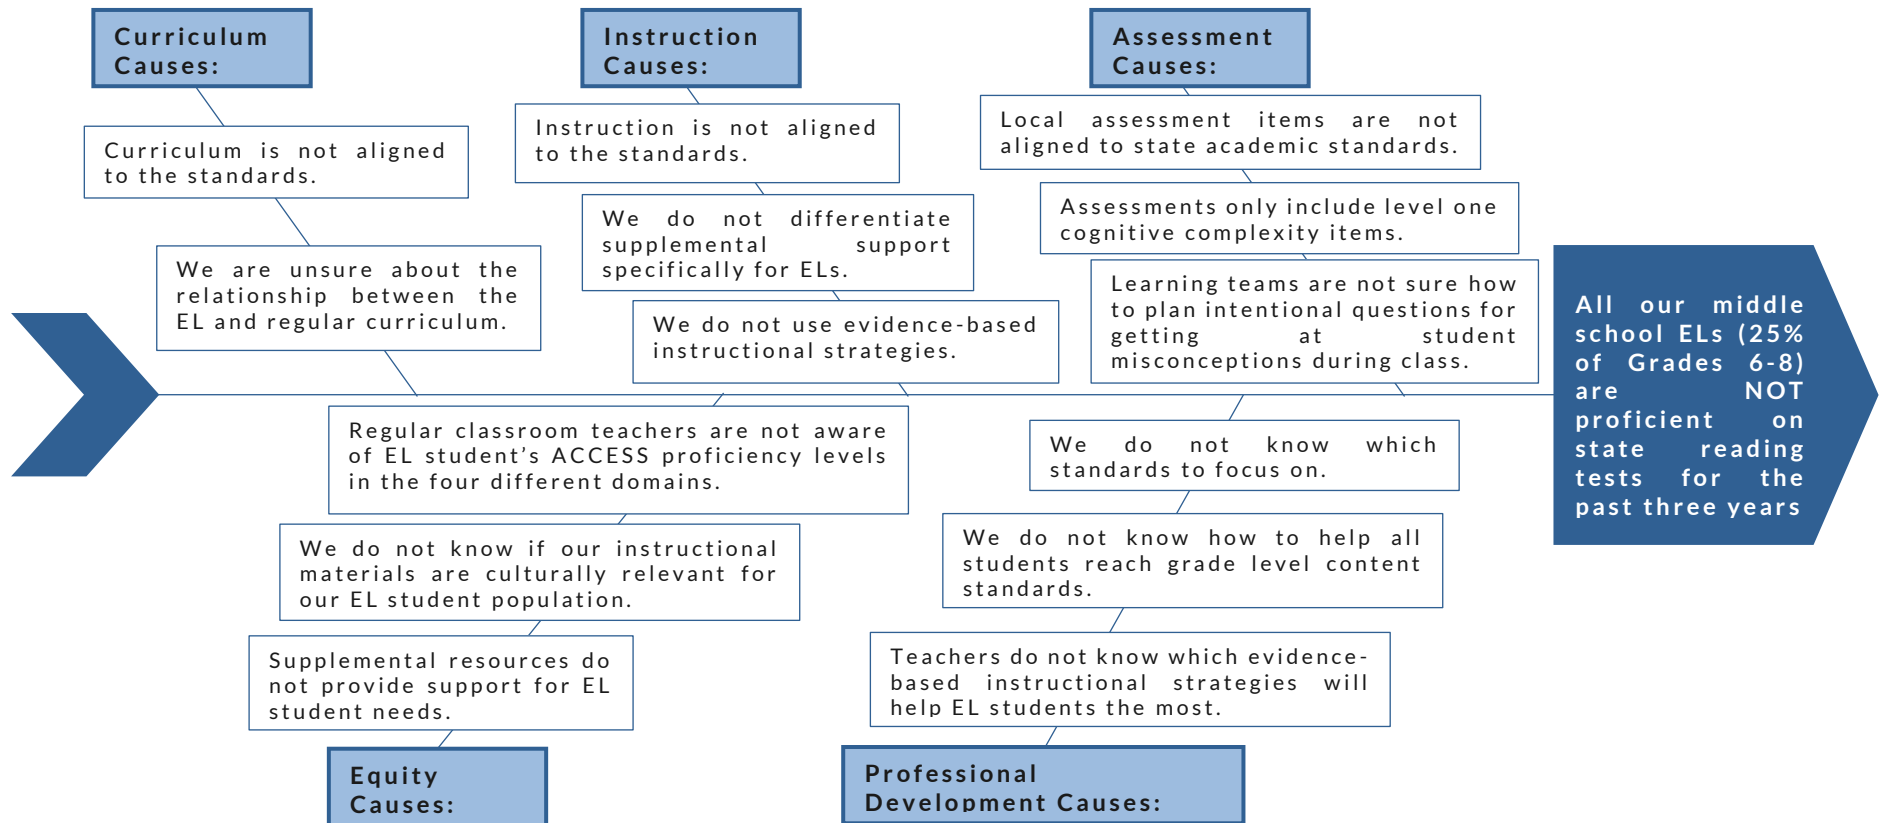 Curriculum
Causes:
Curriculum is not aligned
to the standards.
We are unsure about the
relationship between the
EL and regular curriculum.
Instruction
Causes:
Instruction is not aligned
to the standards.
We do not differentiate
supplemental support
specifically for ELs.
We do not use evidence-based
instructional strategies.
Assessment
Causes:
Local assessment items are not
aligned to state academic standards.
Assessments only include level one
cognitive complexity items.
Learning teams are not sure how
to plan intentional questions for
getting at student
misconceptions during class.
All our middle
school ELs (25%
of Grades 6-8)
are NOT
proficient on
state reading
tests for the
past three years
Regular classroom teachers are not aware
of EL student’s ACCESS proficiency levels
in the four different domains.
We do not know if our instructional
materials are culturally relevant for
our EL student population.
Supplemental resources do
not provide support for EL
student needs.
Equity
Causes:
We do not know which
standards to focus on.
We do not know how to help all
students reach grade level content
standards.
Teachers do not know which evidence-
based instructional strategies will
help EL students the most.
Professional
Development Causes: